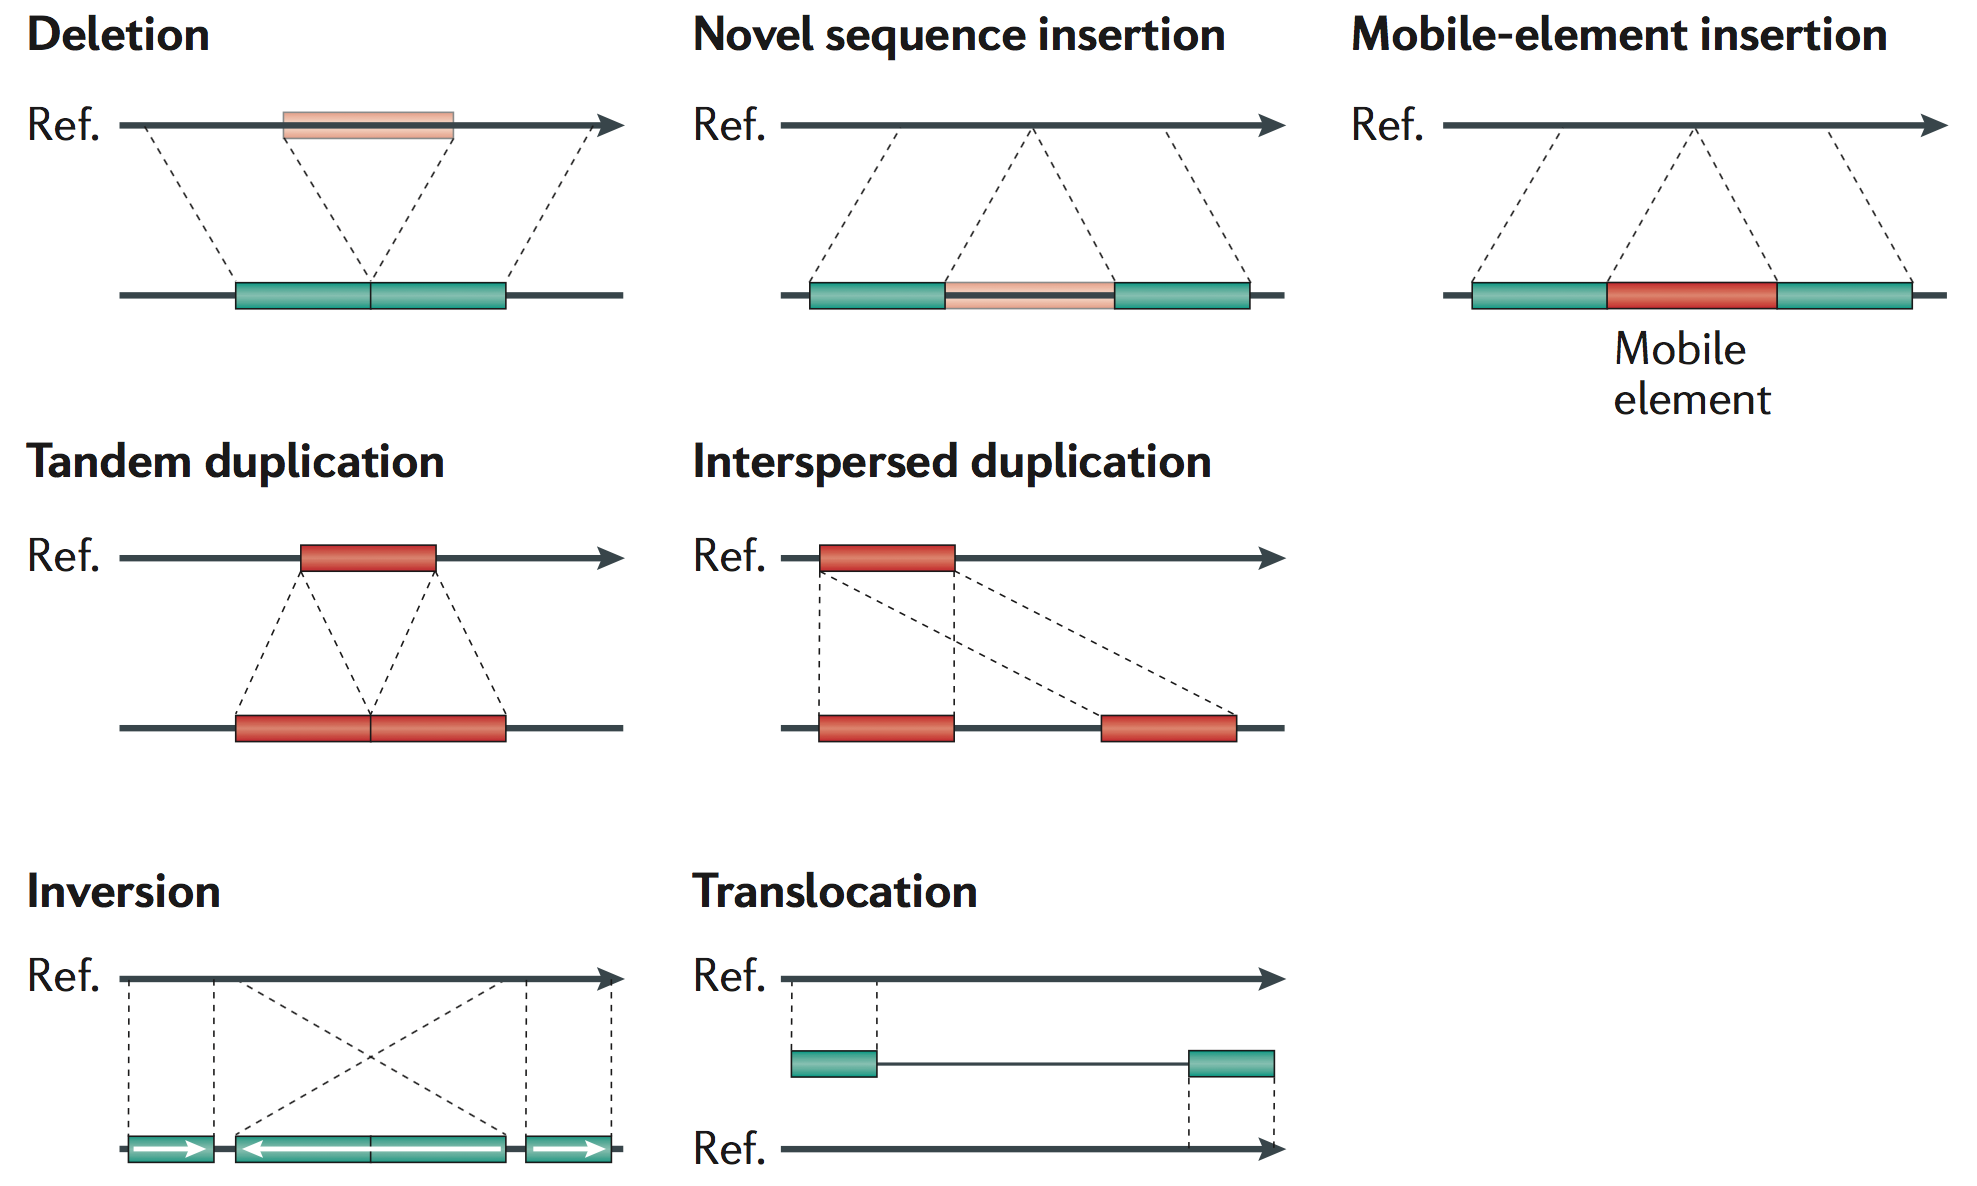 Deletion
Novel sequence insertion
Mobile-element insertion
Ref.
Ref.
Ref.
Mobile
element
Tandem duplication
Interspersed duplication
Ref.
Ref.
Inversion
Translocation
Ref.
Ref.
Ref.